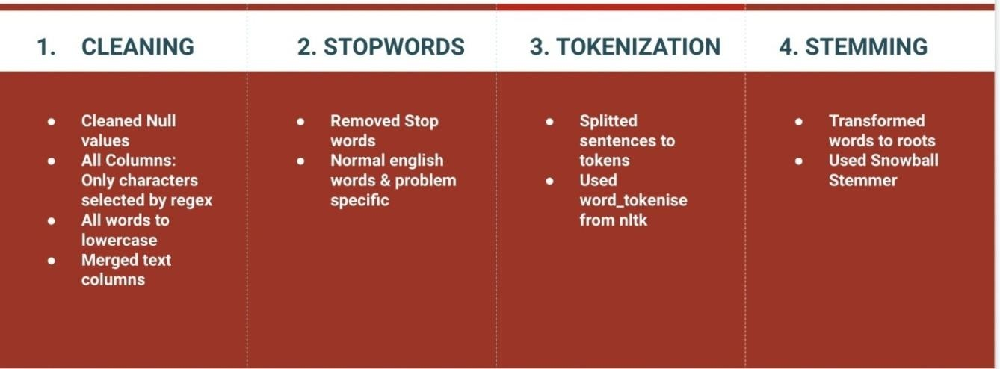 1. CLEANING
● Cleaned Null
values
● All Columns:
Only characters
selected by regex
● All words to
lowercase
● Merged text
columns
2. STOPWORDS
● Removed Stop
words
● Normal english
words & problem
specific
3. TOKENIZATION
● Splitted
sentences to
tokens
● Used
word_tokenise
from nltk
4. STEMMING
● Transformed
words to roots
● Used Snowball
Stemmer